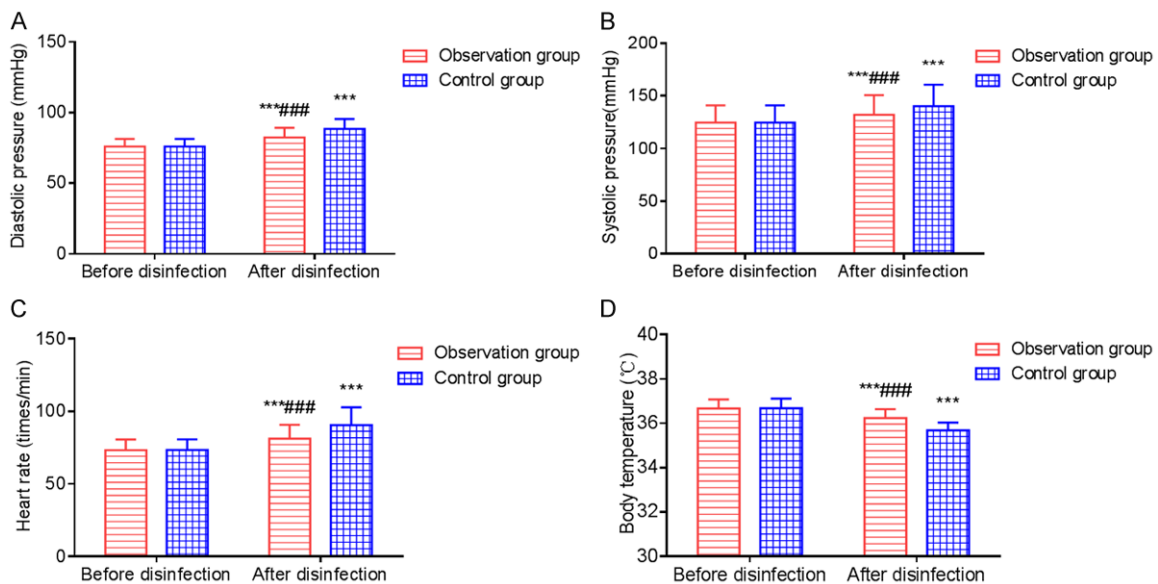 A
Diastolic pressure (mmHg)
150
100
50
0
***###
***
Before disinfection
After disinfection
Observation group
Control group
B
Systolic pressure(mmHg)
200
150
100
50
0
***###
***
Before disinfection
After disinfection
Observation group
Control group
C
Heart rate (times/min)
150
100
50
0
***###
***
Before disinfection
After disinfection
Observation group
Control group
D
Body temperature (℃)
40
38
36
34
32
30
***###
***
Before disinfection
After disinfection
Observation group
Control group